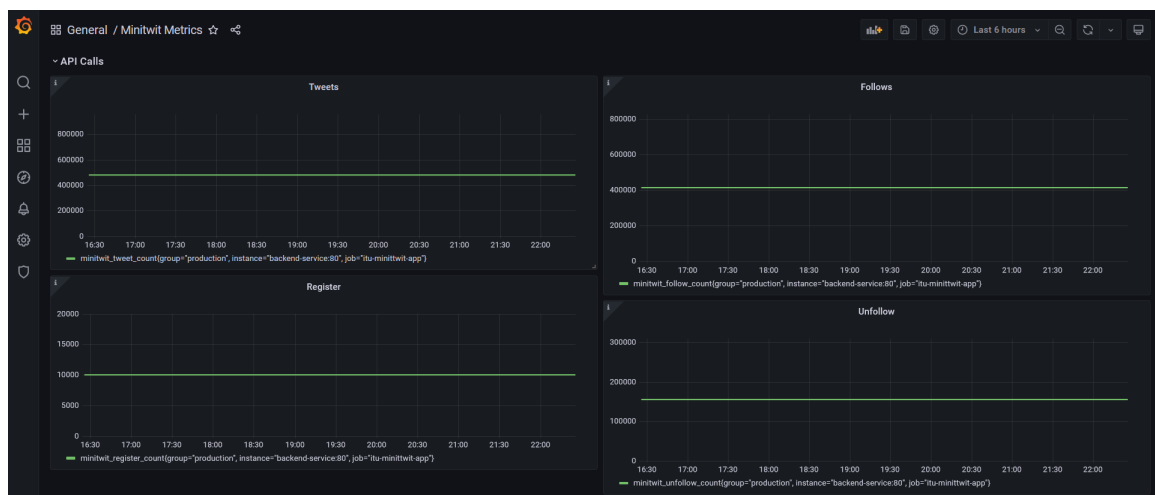 General / Minitwit Metrics
Last 6 hours
API Calls
Tweets
800000
600000
400000
200000
0
16:30 17:00 17:30 18:00 18:30 19:00 19:30 20:00 20:30 21:00 21:30 22:00
minitwit_tweet_count{group="production", instance="backend-service:80", job="itu-minittwit-app"}
Follows
800000
600000
400000
200000
0
16:30 17:00 17:30 18:00 18:30 19:00 19:30 20:00 20:30 21:00 21:30 22:00
minitwit_follow_count{group="production", instance="backend-service:80", job="itu-minittwit-app"}
Register
20000
15000
10000
5000
0
16:30 17:00 17:30 18:00 18:30 19:00 19:30 20:00 20:30 21:00 21:30 22:00
minitwit_register_count{group="production", instance="backend-service:80", job="itu-minittwit-app"}
Unfollow
300000
200000
100000
0
16:30 17:00 17:30 18:00 18:30 19:00 19:30 20:00 20:30 21:00 21:30 22:00
minitwit_unfollow_count{group="production", instance="backend-service:80", job="itu-minittwit-app"}